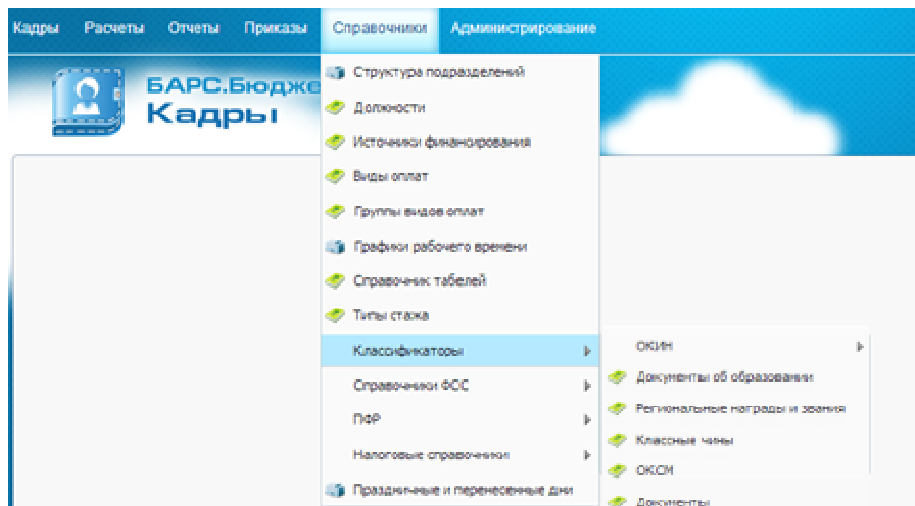 Кадры Расчеты Отчеты Приказы Справочники Администрирование
БАРС.Бюдже
Кадры
Структура подразделений
Должности
Источники финансирования
Виды оплат
Группы видов оплат
Графики рабочего времени
Справочник табелей
Типы стажа
Классификаторы
Справочники ФСС
ПФР
Налоговые справочники
Праздничные и перенесенные дни
ОКИН
Документы об образовании
Региональные награды и звания
Классные чины
ОКСМ
Документы